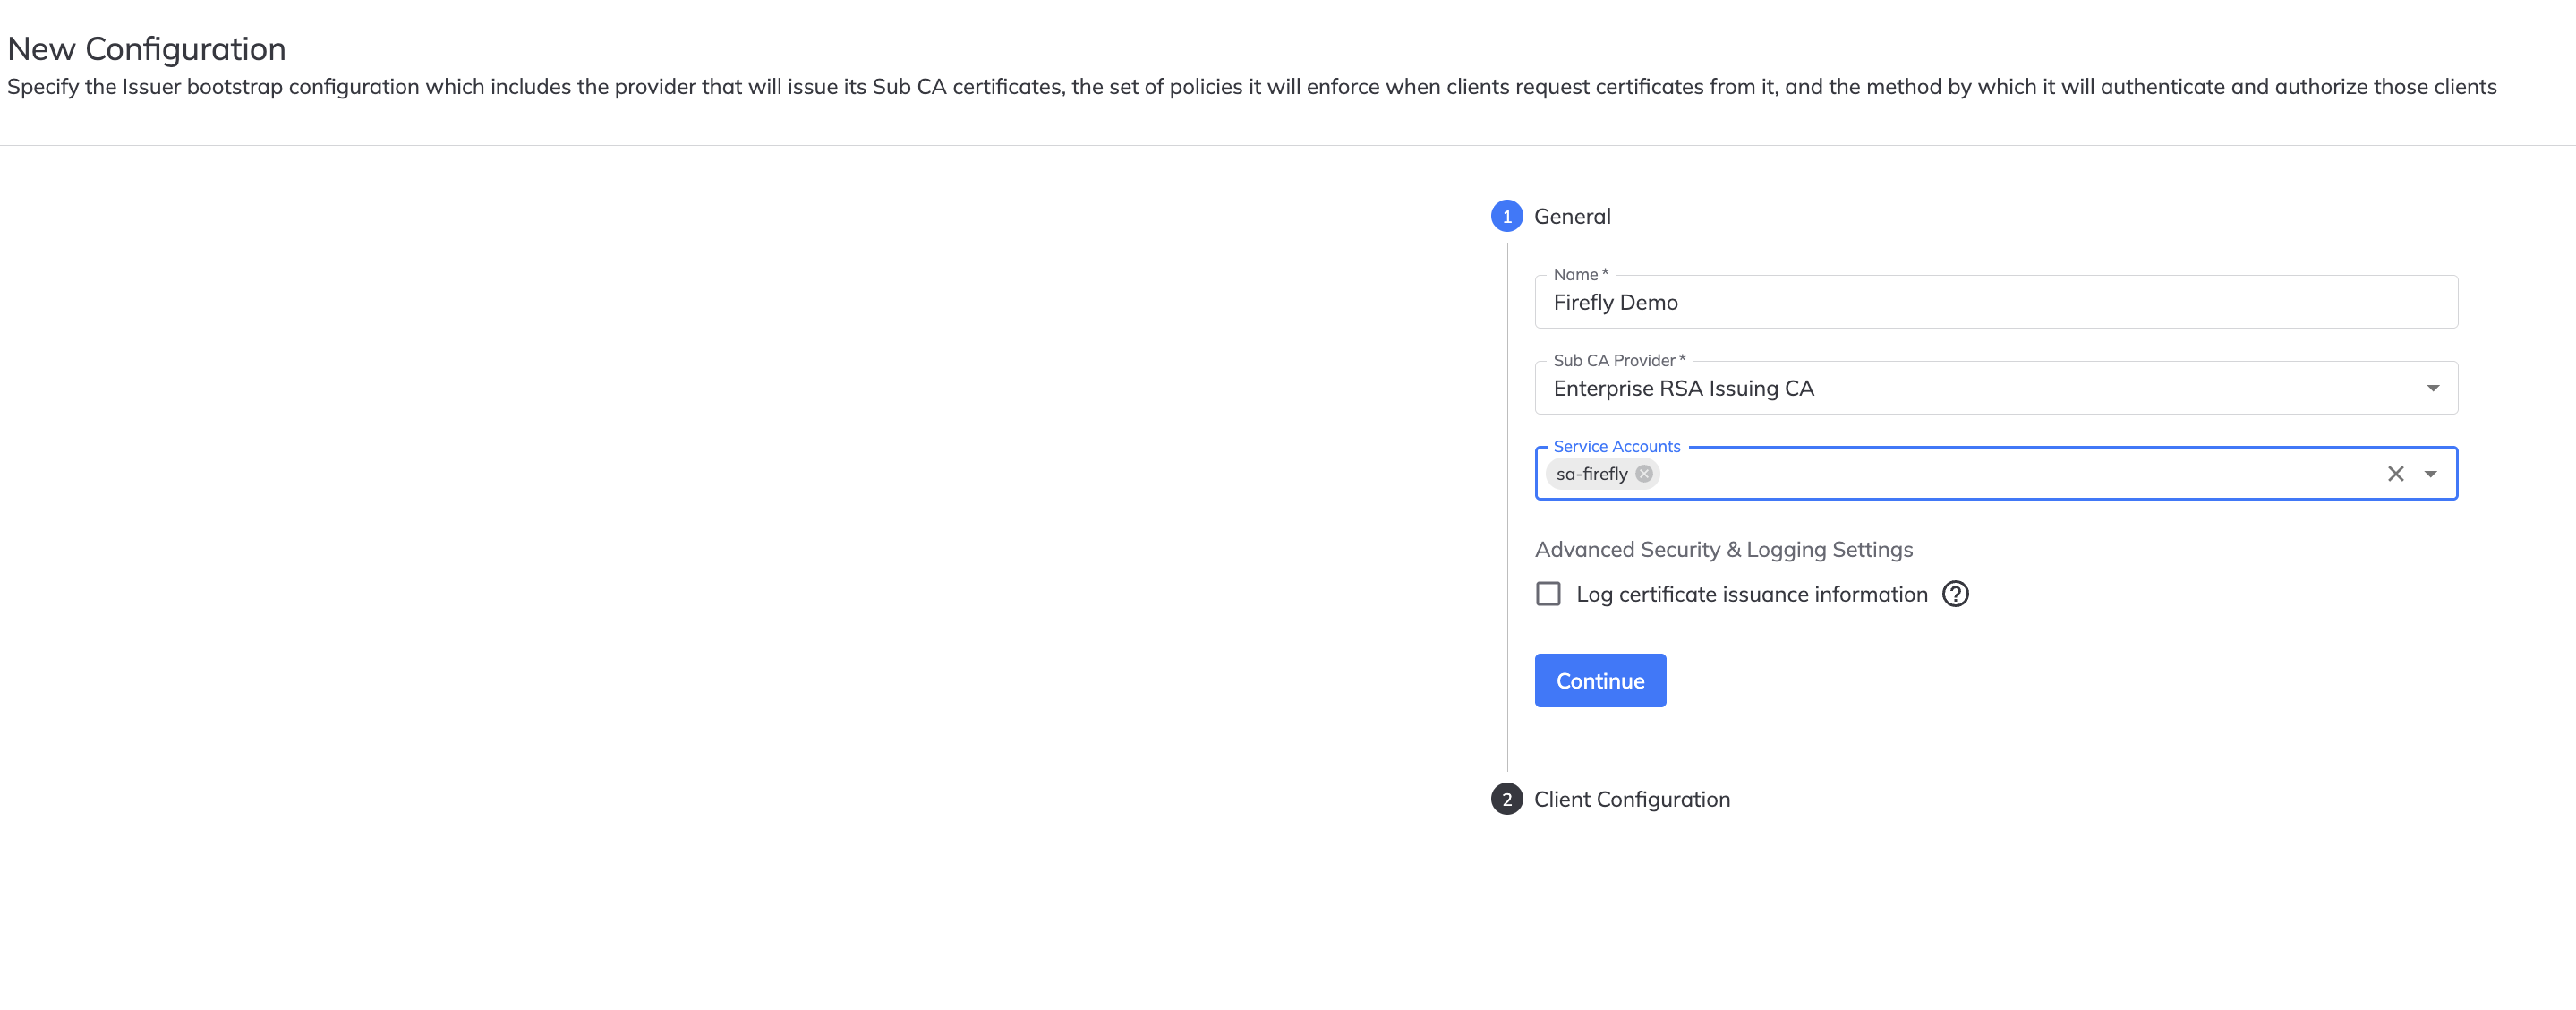 New Configuration
Specify the Issuer bootstrap configuration which includes the provider that will issue its Sub CA certificates, the set of policies it will enforce when clients request certificates from it, and the method by which it will authenticate and authorize those clients
1 General
Name *
Firefly Demo
Sub CA Provider *
Enterprise RSA Issuing CA
Service Accounts
sa-firefly
Advanced Security & Logging Settings
Log certificate issuance information ?
Continue
2 Client Configuration